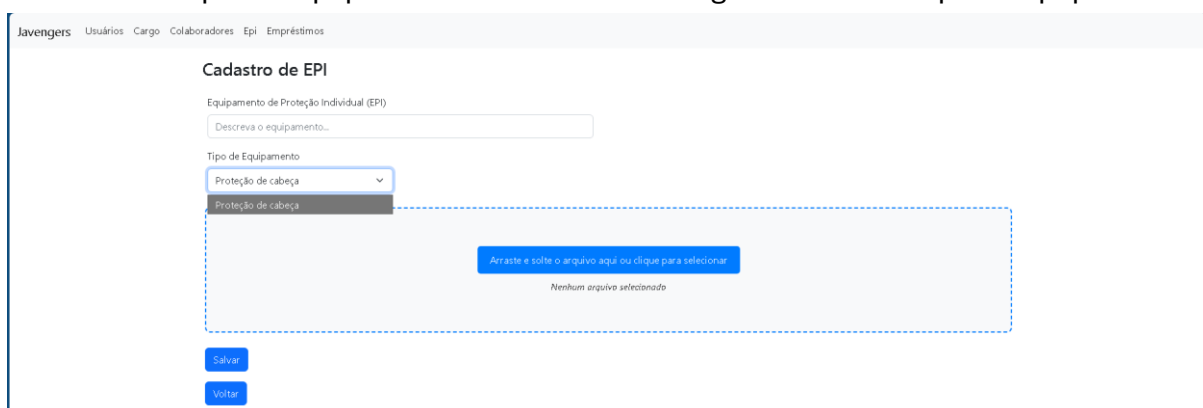 Javengers Usuários Cargo Colaboradores Epi Empréstimos
Cadastro de EPI
Equipamento de Proteção Individual (EPI)
Descreva o equipamento...
Tipo de Equipamento
Proteção de cabeça
Proteção de cabeça
Arraste e solte o arquivo aqui ou clique para selecionar
Nenhum arquivo selecionado
Salvar
Voltar